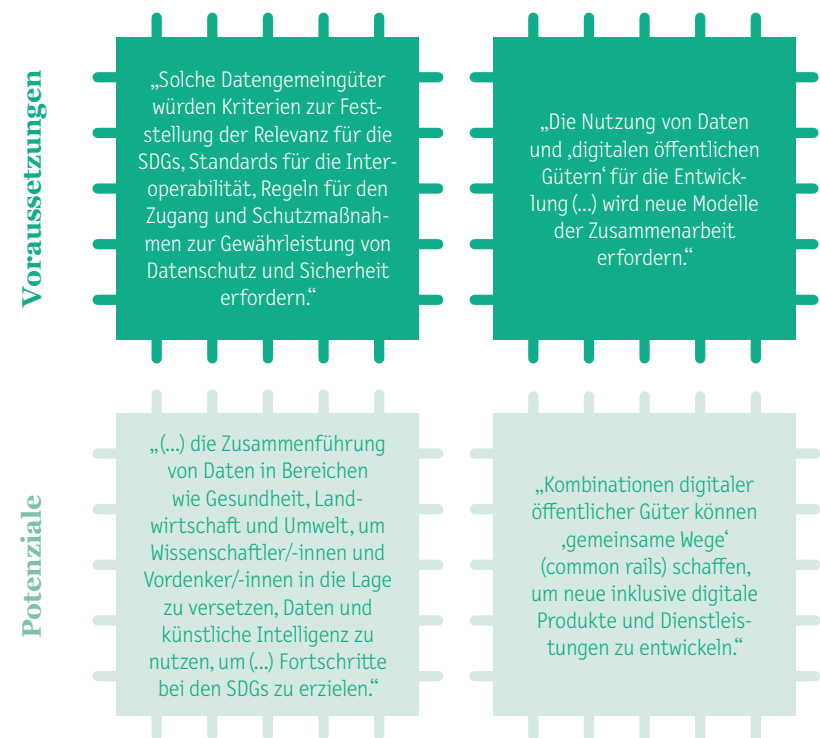 Voraussetzungen
„Solche Datengemeingüter
würden Kriterien zur Fest-
stellung der Relevanz für die
SDGs, Standards für die Inter-
operabilität, Regeln für den
Zugang und Schutzmaßnah-
men zur Gewährleistung von
Datenschutz und Sicherheit
erfordern.“
„Die Nutzung von Daten
und ‚digitalen öffentlichen
Gütern‘ für die Entwick-
lung (...) wird neue Modelle
der Zusammenarbeit
erfordern.“
Potenziale
„(...) die Zusammenführung
von Daten in Bereichen
wie Gesundheit, Land-
wirtschaft und Umwelt, um
Wissenschaftler/-innen und
Vordenker/-innen in die Lage
zu versetzen, Daten und
künstliche Intelligenz zu
nutzen, um (...) Fortschritte
bei den SDGs zu erzielen.“
„Kombinationen digitaler
öffentlicher Güter können
‚gemeinsame Wege‘
(common rails) schaffen,
um neue inklusive digitale
Produkte und Dienstleis-
tungen zu entwickeln.“